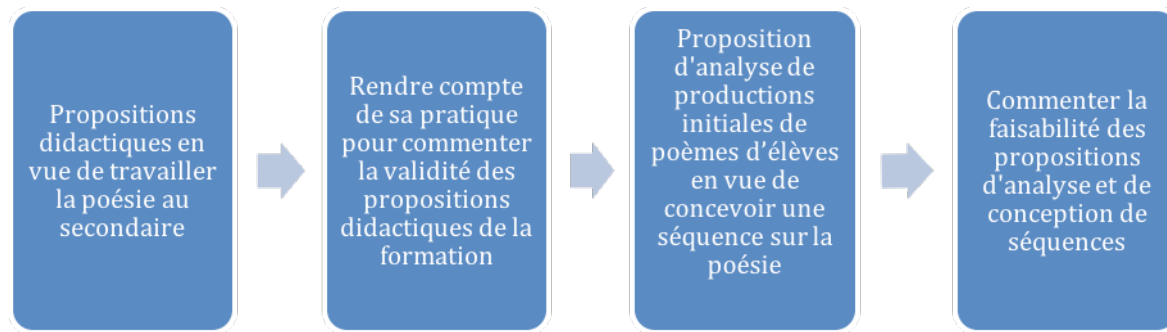 Propositions
didactiques en
vue de travailler
la poésie au
secondaire
Rendre compte
de sa pratique
pour commenter
la validité des
propositions
didactiques de la
formation
Proposition
d'analyse de
productions
initiales de
poèmes d’élèves
en vue de
concevoir une
séquence sur la
poésie
Commenter la
faisabilité des
propositions
d'analyse et de
conception de
séquences